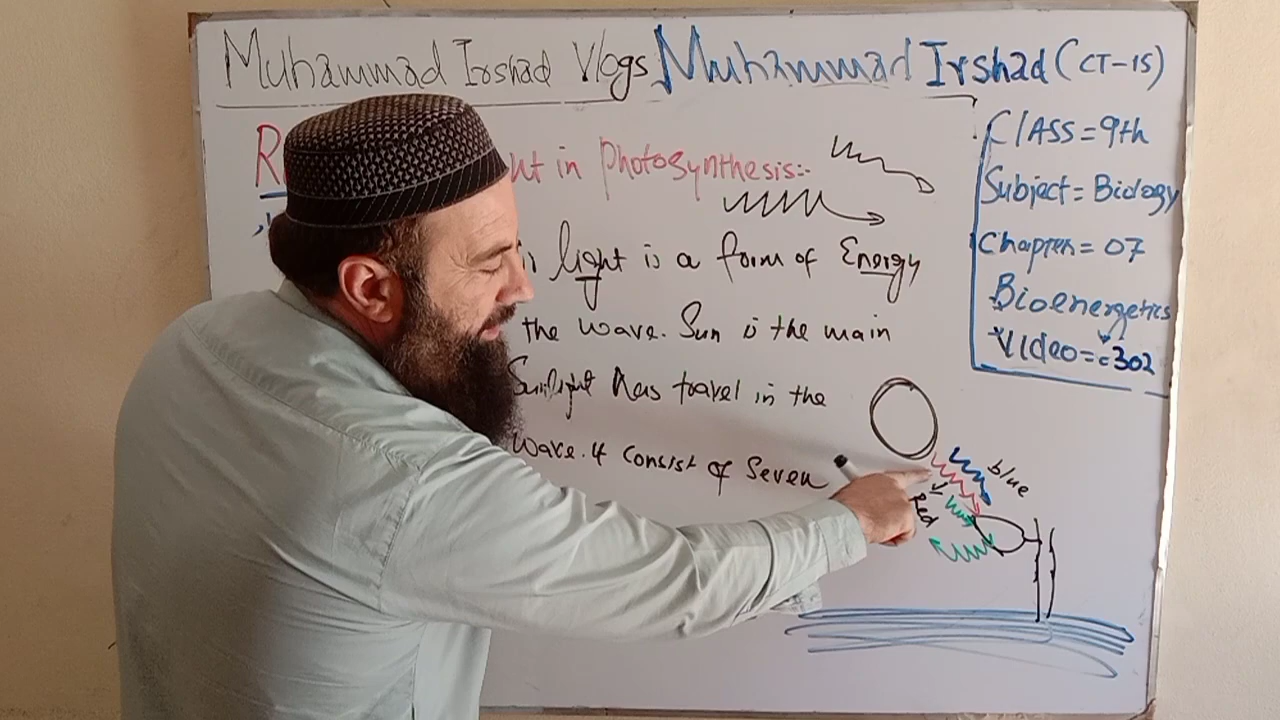 Muhammad Irshad Vlogs Muhammad Irshad (CT-15)
CLASS = 9th
Subject = Biology
Chapter = 07
Bioenergetics
Video = 302
in Photosynthesis:-
light is a form of Energy
the wave. Sun is the main
Sunlight has travel in the
wave. It consist of Seven
blue
Red